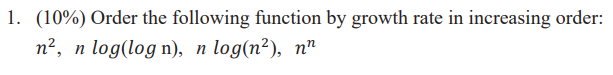 1. (10%) Order the following function by growth rate in increasing order:
n², n log(log n), n log(n²), nⁿ